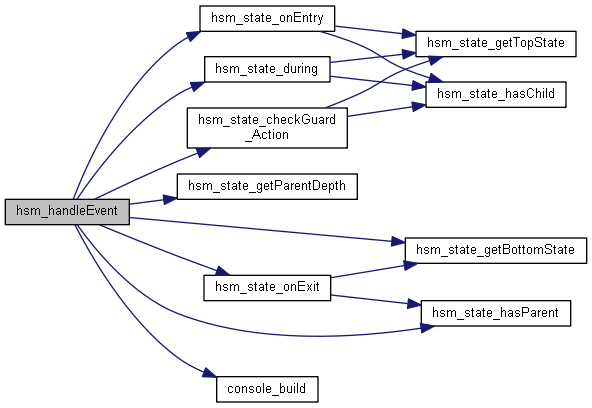 hsm_state_onEntry
hsm_state_getTopState
hsm_state_during
hsm_state_hasChild
hsm_state_checkGuard
_Action
hsm_state_getParentDepth
hsm_handleEvent
hsm_state_getBottomState
hsm_state_onExit
hsm_state_hasParent
console_build